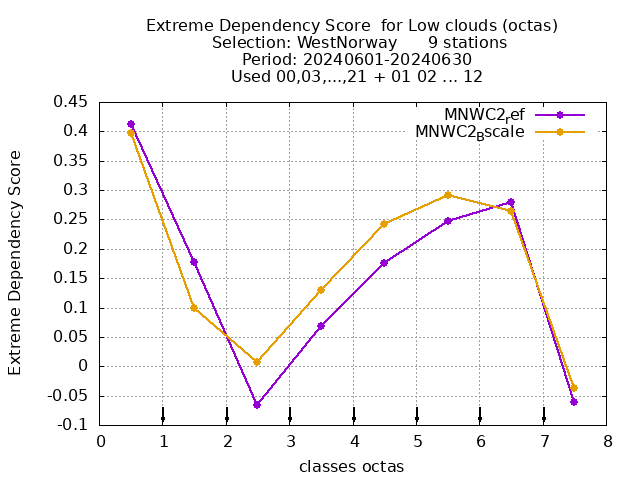 Extreme Dependency Score  for Low clouds (octas)
Selection: WestNorway      9 stations
Period: 20240601-20240630
Used 00,03,...,21 + 01 02 ... 12
MNWC2ref
MNWC2Bscale
Extreme Dependency Score
0.45
0.4
0.35
0.3
0.25
0.2
0.15
0.1
0.05
0
-0.05
-0.1
0 1 2 3 4 5 6 7 8
classes octas